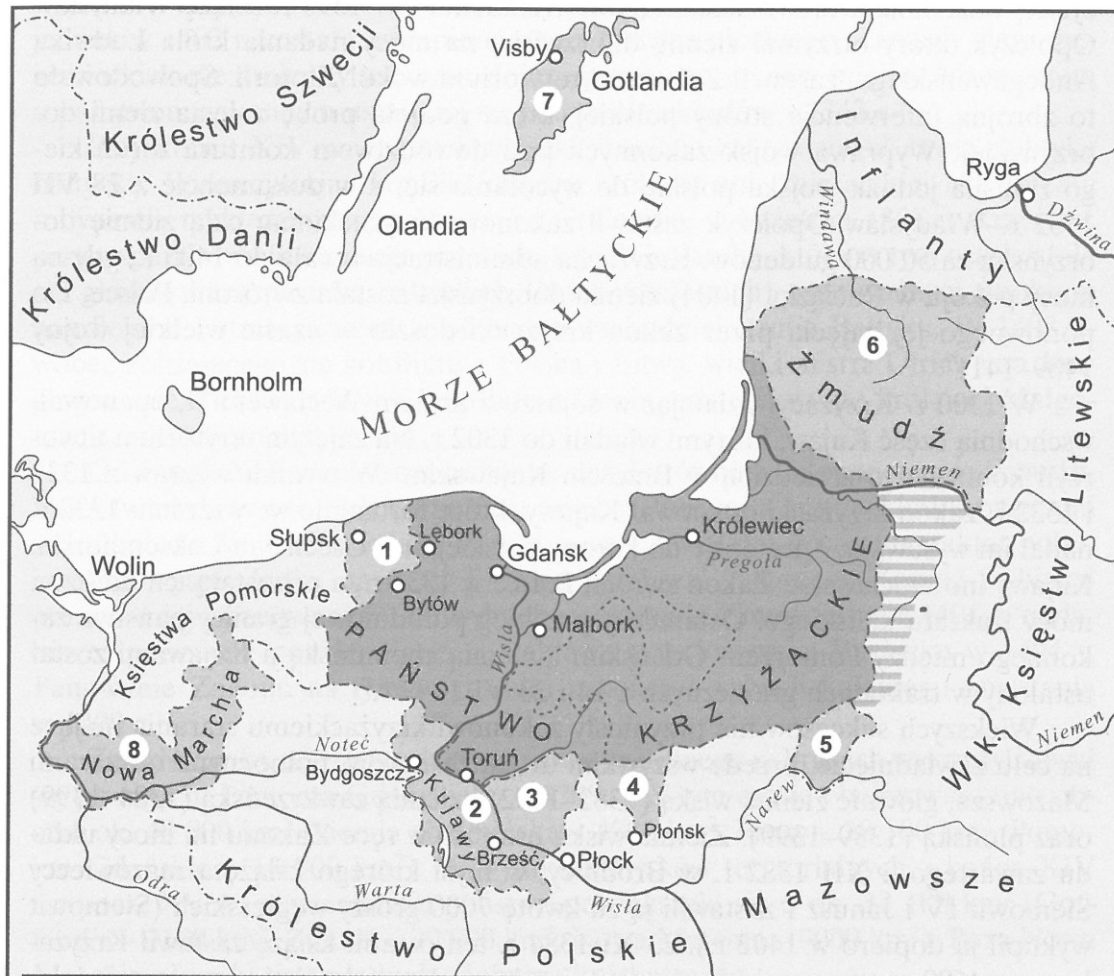 Visby
Gotlandia
7
Królestwo Szwecji
Królestwo Danii
Olandia
Bornholm
MORZE BAŁTYCKIE
Inflanty
Parnawa
Ryga
Dźwina
6
Żmudź
Niemen
Wlk. Księstwo Litewskie
Niemen
Słupsk
1
Lębork
Gdańsk
Królewiec
Pregoła
Bytów
Wolin
Księstwa Pomorskie
Malbork
Wisła
PAŃSTWO KRZYŻACKIE
8
Nowa Marchia
Noteć
Bydgoszcz
Toruń
2
3
4
5
Kujawy
Brześć
Płońsk
Płock
Narew
Odra
Warta
Wisła
Mazowsze
Królestwo Polskie